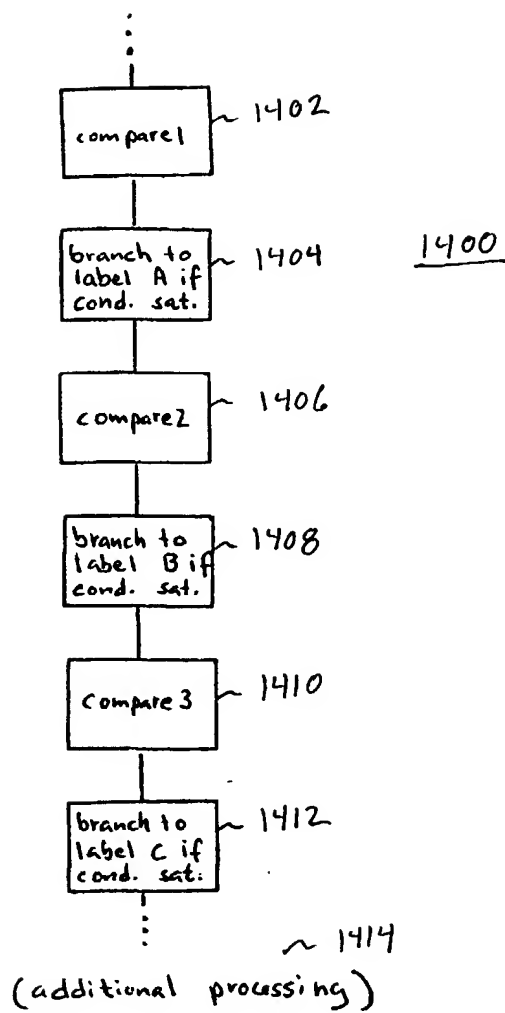 compare1
1402
branch to
label A if
cond. sat.
1404
1400
compare2
1406
branch to
label B if
cond. sat.
1408
compare3
1410
branch to
label C if
cond. sat.
1412
1414
(additional processing)